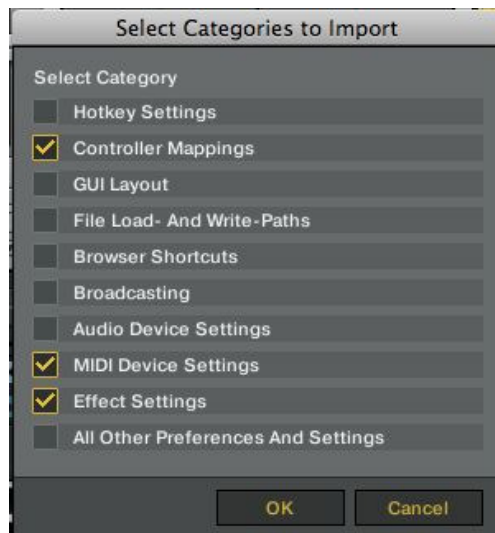 Select Categories to Import
Select Category
Hotkey Settings
Controller Mappings
GUI Layout
File Load- And Write-Paths
Browser Shortcuts
Broadcasting
Audio Device Settings
MIDI Device Settings
Effect Settings
All Other Preferences And Settings
OK Cancel